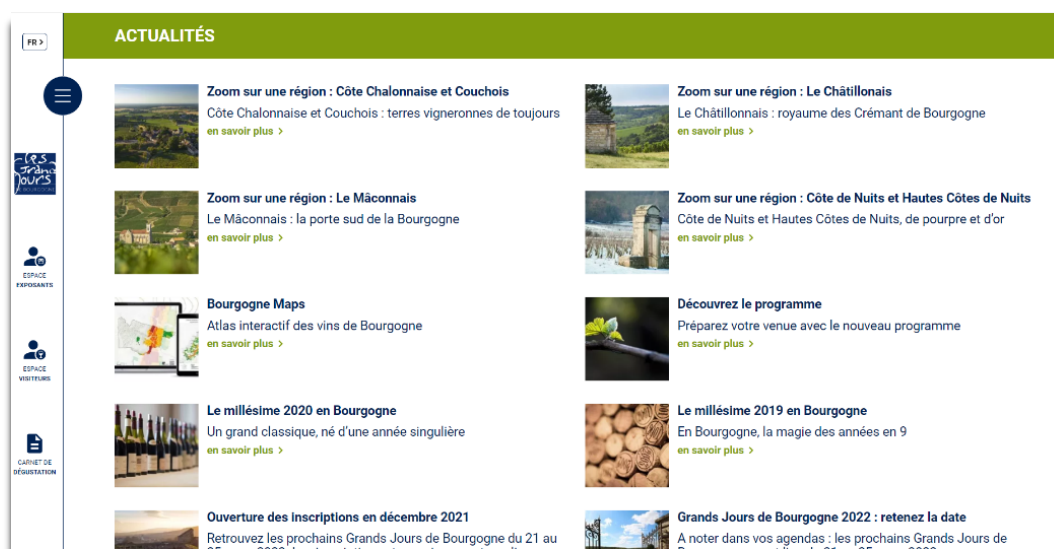 FR >
ACTUALITÉS
Les
Grands
Jours
ESPACE
EXPOSANTS
ESPACE
VISITEURS
CARNET DE
DÉGUSTATION
Zoom sur une région : Côte Chalonnaise et Couchois
Côte Chalonnaise et Couchois : terres vigneronnes de toujours
en savoir plus >
Zoom sur une région : Le Châtillonais
Le Châtillonnais : royaume des Crémant de Bourgogne
en savoir plus >
Zoom sur une région : Le Mâconnais
Le Mâconnais : la porte sud de la Bourgogne
en savoir plus >
Zoom sur une région : Côte de Nuits et Hautes Côtes de Nuits
Côte de Nuits et Hautes Côtes de Nuits, de pourpre et d’or
en savoir plus >
Bourgogne Maps
Atlas interactif des vins de Bourgogne
en savoir plus >
Découvrez le programme
Préparez votre venue avec le nouveau programme
en savoir plus >
Le millésime 2020 en Bourgogne
Un grand classique, né d’une année singulière
en savoir plus >
Le millésime 2019 en Bourgogne
En Bourgogne, la magie des années en 9
en savoir plus >
Ouverture des inscriptions en décembre 2021
Retrouvez les prochains Grands Jours de Bourgogne du 21 au
Grands Jours de Bourgogne 2022 : retenez la date
A noter dans vos agendas : les prochains Grands Jours de